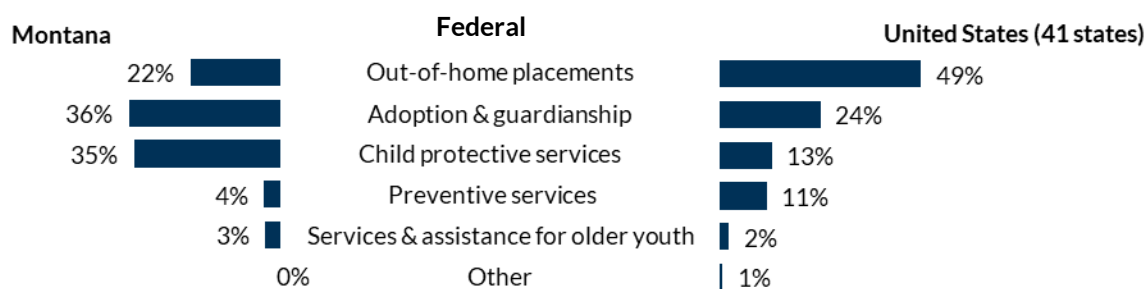 Montana Federal United States (41 states)
22% Out-of-home placements 49%
36% Adoption & guardianship 24%
35% Child protective services 13%
4% Preventive services 11%
3% Services & assistance for older youth 2%
0% Other 1%